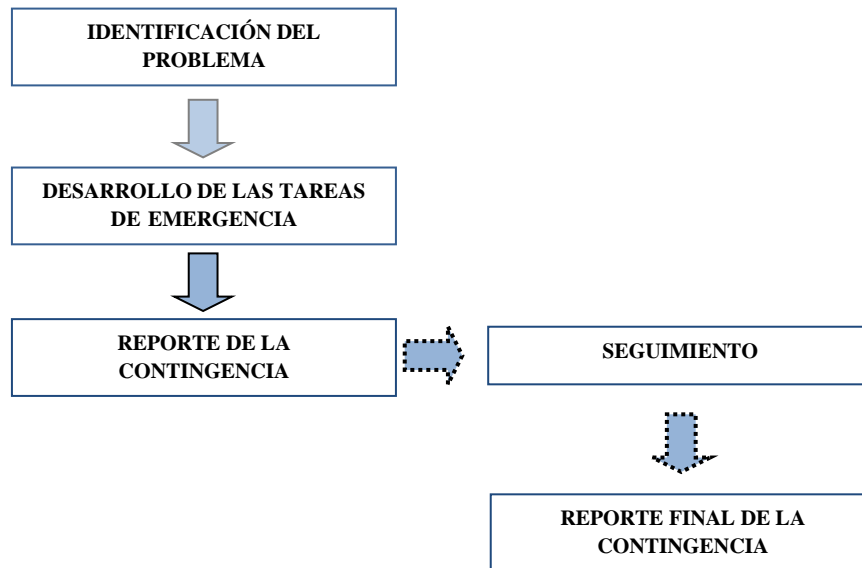 IDENTIFICACIÓN DEL
PROBLEMA
DESARROLLO DE LAS TAREAS
DE EMERGENCIA
REPORTE DE LA
CONTINGENCIA
SEGUIMIENTO
REPORTE FINAL DE LA
CONTINGENCIA